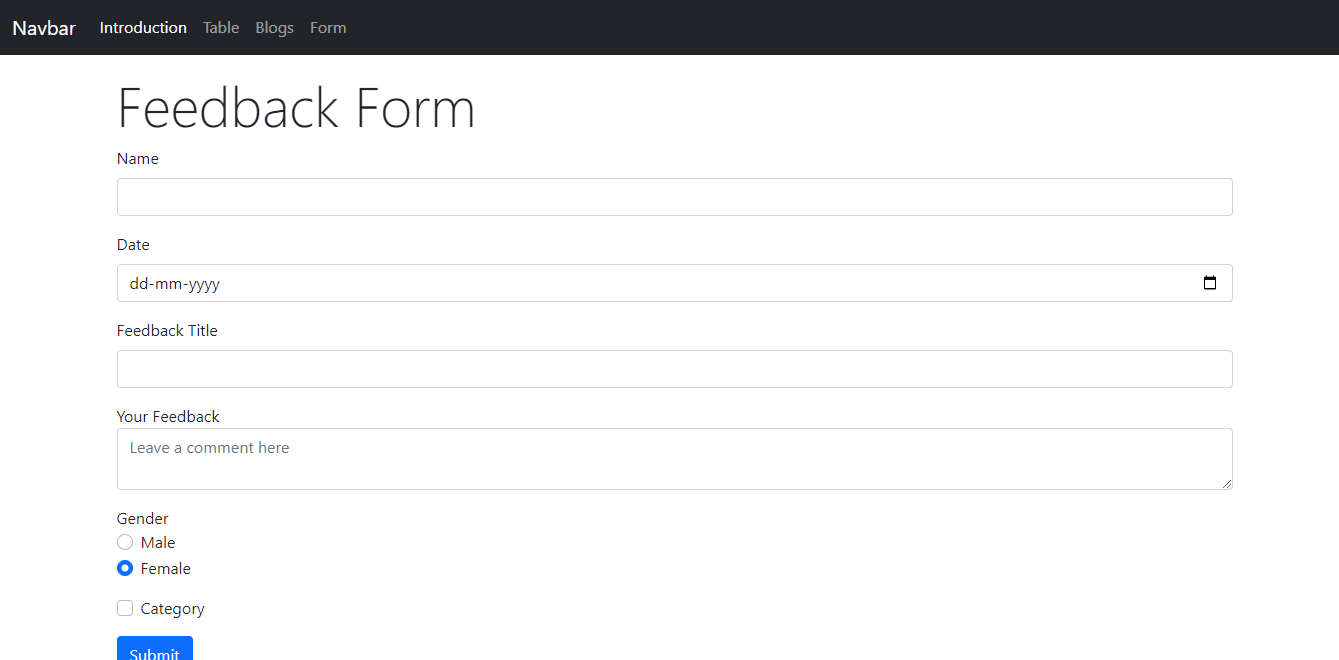 Navbar Introduction Table Blogs Form
Feedback Form
Name
Date
dd-mm-yyyy
Feedback Title
Your Feedback
Leave a comment here
Gender
Male
Female
Category
Submit